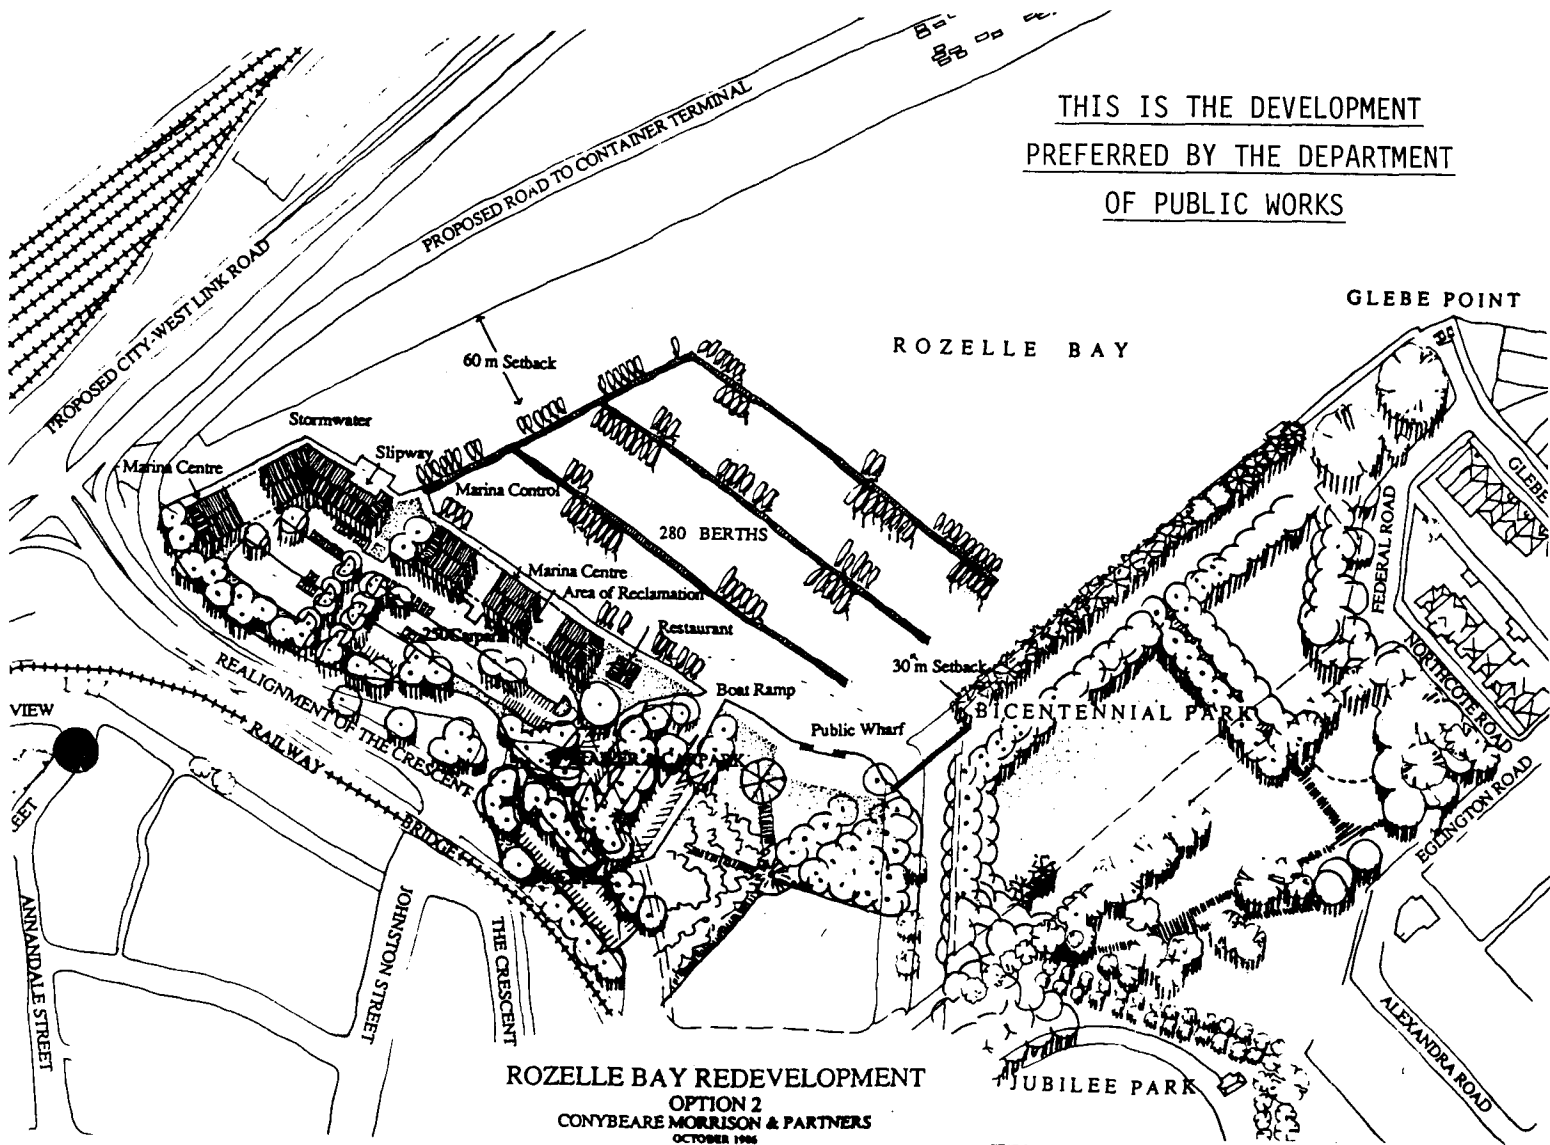 THIS IS THE DEVELOPMENT
PREFERRED BY THE DEPARTMENT
OF PUBLIC WORKS
PROPOSED ROAD TO CONTAINER TERMINAL
PROPOSED CITY-WEST LINK ROAD
GLEBE POINT
ROZELLE BAY
60 m Setback
Stormwater
Slipway
Marina Centre
Marina Control
280 BERTHS
GLEBE
FEDERAL ROAD
Marina Centre
Area of Reclamation
Restaurant
250 Carpark
30 m Setback
Boat Ramp
Public Wharf
BICENTENNIAL PARK
NORTHCOTE ROAD
EGLINGTON ROAD
REALIGNMENT OF THE CRESCENT
RAILWAY
BRIDGE
VIEW
EET
ANNANDALE STREET
JOHNSTON STREET
THE CRESCENT
ALEXANDRA ROAD
JUBILEE PARK
ROZELLE BAY REDEVELOPMENT
OPTION 2
CONYBEARE MORRISON & PARTNERS
OCTOBER 1986